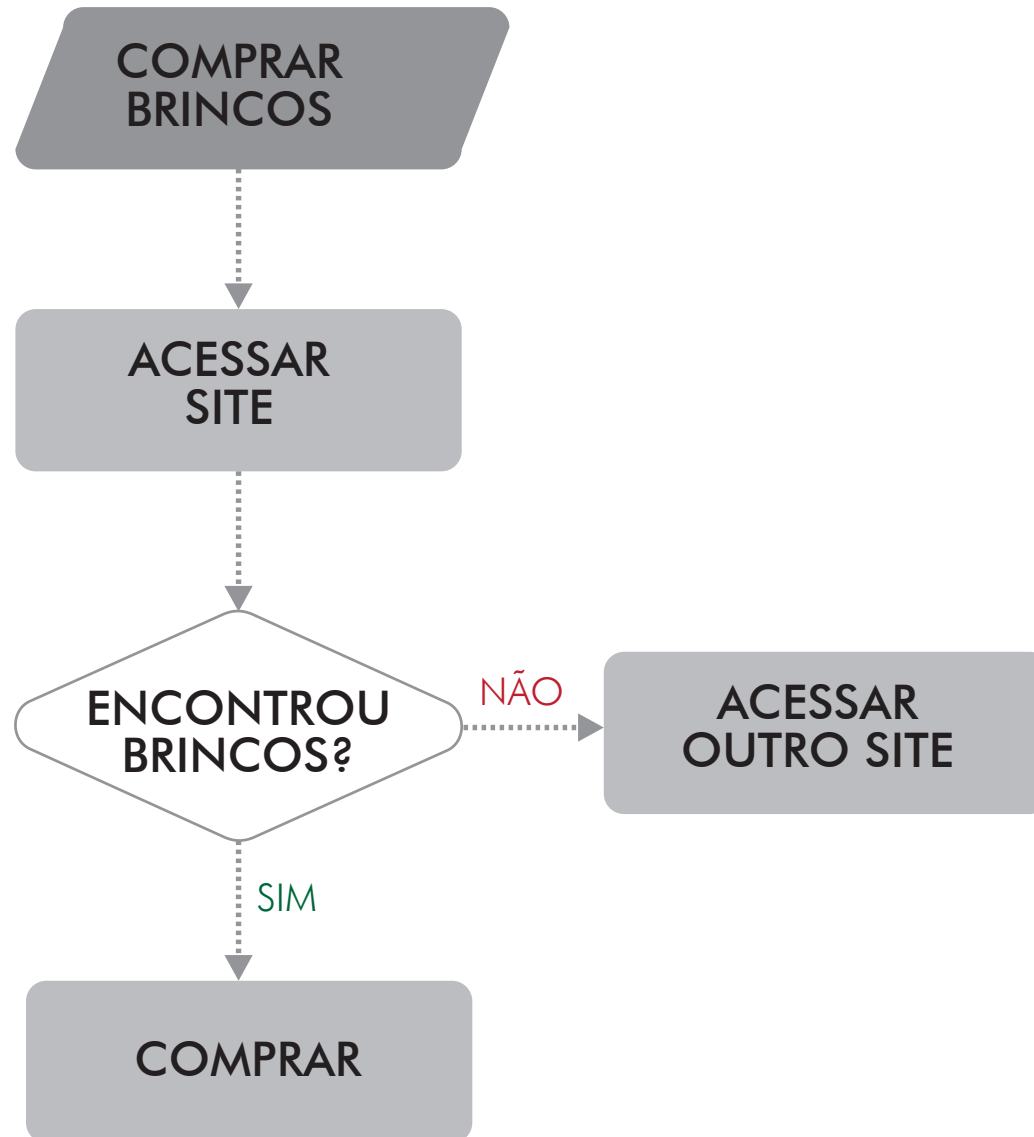 COMPRAR
BRINCOS
ACESSAR
SITE
ENCONTROU
BRINCOS?
NÃO
ACESSAR
OUTRO SITE
SIM
COMPRAR